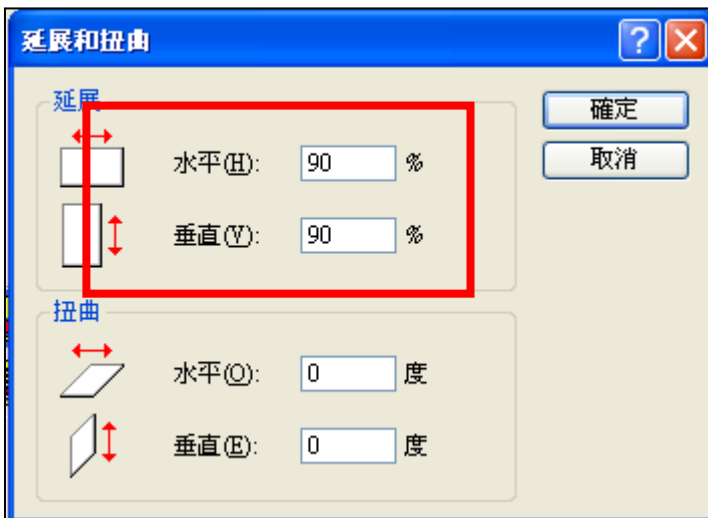 延展和扭曲
延展
水平(H): 90 %
垂直(V): 90 %
扭曲
水平(O): 0 度
垂直(E): 0 度
確定
取消